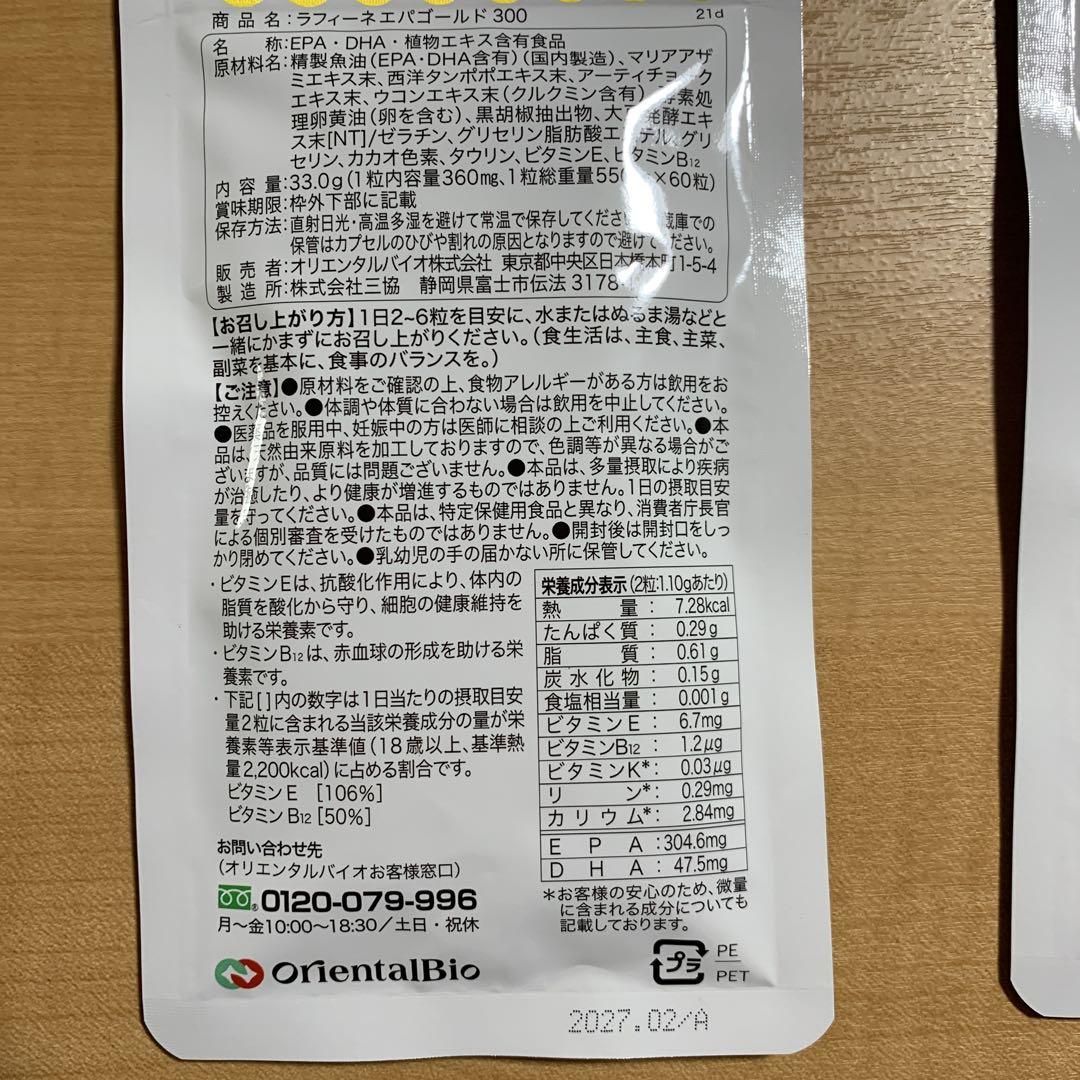 商品名：ラフィーネエパゴールド300
21d
名　称：EPA・DHA・植物エキス含有食品
原材料名：精製魚油(EPA・DHA含有)(国内製造)、マリアアザ
ミエキス末、西洋タンポポエキス末、アーティチョーク
エキス末、ウコンエキス末(クルクミン含有)、酵素処
理卵黄油(卵を含む)、黒胡椒抽出物、大豆発酵エキ
ス末[NT]/ゼラチン、グリセリン脂肪酸エステル、グリ
セリン、カカオ色素、タウリン、ビタミンE、ビタミンB12
内容量：33.0g(1粒内容量360mg、1粒総重量550mg×60粒)
賞味期限：枠外下部に記載
保存方法：直射日光・高温多湿を避けて常温で保存してくださ 蔵庫での
保管はカプセルのひびや割れの原因となりますので避けてください。
販売者：オリエンタルバイオ株式会社　東京都中央区日本橋本町1-5-4
製造所：株式会社三協　静岡県富士市伝法3178-
【お召し上がり方】1日2~6粒を目安に、水またはぬるま湯などと
一緒にかまずにお召し上がりください。(食生活は、主食、主菜、
副菜を基本に、食事のバランスを。)
【ご注意】●原材料をご確認の上、食物アレルギーがある方は飲用をお
控えください。●体調や体質に合わない場合は飲用を中止してください。
●医薬品を服用中、妊娠中の方は医師に相談の上ご利用ください。●本
品は、天然由来原料を加工しておりますので、色調等が異なる場合がご
ざいますが、品質には問題ございません。●本品は、多量摂取により疾病
が治癒したり、より健康が増進するものではありません。1日の摂取目安
量を守ってください。●本品は、特定保健用食品と異なり、消費者庁長官
による個別審査を受けたものではありません。●開封後は開封口をしっ
かり閉めてください。●乳幼児の手の届かない所に保管してください。
・ビタミンEは、抗酸化作用により、体内の
脂質を酸化から守り、細胞の健康維持を
助ける栄養素です。
・ビタミンB12は、赤血球の形成を助ける栄
養素です。
・下記[ ]内の数字は1日当たりの摂取目安
量2粒に含まれる当該栄養成分の量が栄
養素等表示基準値(18歳以上、基準熱
量2,200kcal)に占める割合です。
ビタミンE [106%]
ビタミンB12 [50%]
お問い合わせ先
(オリエンタルバイオお客様窓口)
0120-079-996
月～金10:00～18:30／土日・祝休
OrientalBio
栄養成分表示(2粒:1.10gあたり)
熱量：7.28kcal
たんぱく質：0.29g
脂質：0.61g
炭水化物：0.15g
食塩相当量：0.001g
ビタミンE：6.7mg
ビタミンB12：1.2μg
ビタミンK*：0.03μg
リン*：0.29mg
カリウム*：2.84mg
EPA：304.6mg
DHA：47.5mg
＊お客様の安心のため、微量
に含まれる成分についても
記載しております。
プラ
PE
PET
2027.02/A